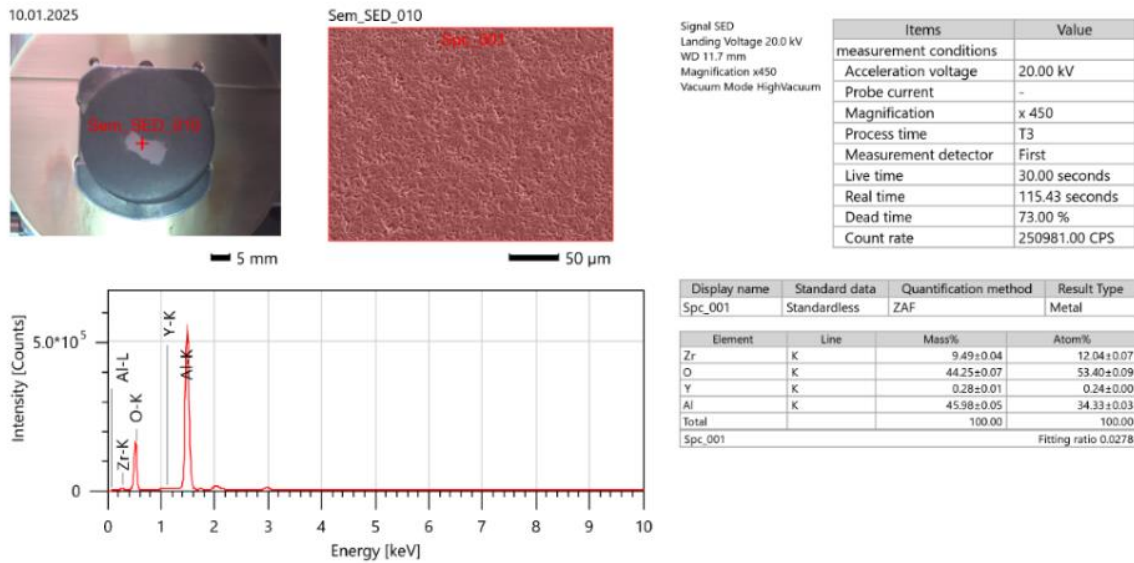 10.01.2025
Sem_SED_010
Sem_SED_010
Spc_001
5 mm
50 µm
Signal SED
Landing Voltage 20.0 kV
WD 11.7 mm
Magnification x450
Vacuum Mode HighVacuum
Items Value
measurement conditions
Acceleration voltage 20.00 kV
Probe current -
Magnification x 450
Process time T3
Measurement detector First
Live time 30.00 seconds
Real time 115.43 seconds
Dead time 73.00 %
Count rate 250981.00 CPS
Intensity [Counts]
5.0*10⁵
0
Al-L
Zr-K
O-K
Y-K
Al-K
0 1 2 3 4 5 6 7 8 9 10
Energy [keV]
Display name Standard data Quantification method Result Type
Spc_001 Standardless ZAF Metal
Element Line Mass% Atom%
Zr K 9.49±0.04 12.04±0.07
O K 44.25±0.07 53.40±0.09
Y K 0.28±0.01 0.24±0.00
Al K 45.98±0.05 34.33±0.03
Total 100.00 100.00
Spc_001 Fitting ratio 0.0278